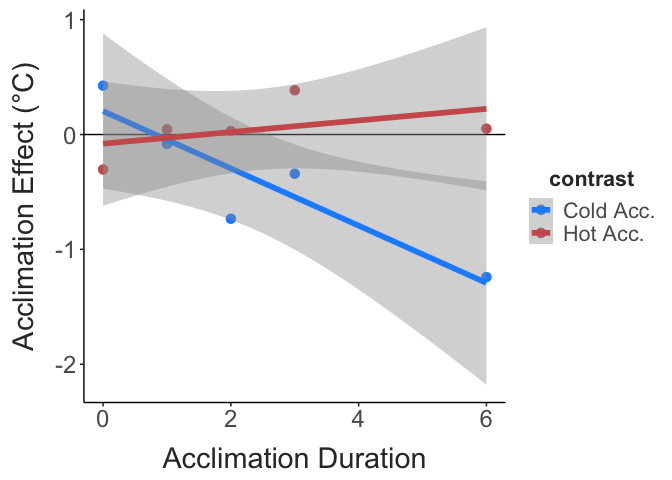 1
0
-1
-2
0 2 4 6
Acclimation Effect (°C)
Acclimation Duration
contrast
Cold Acc.
Hot Acc.